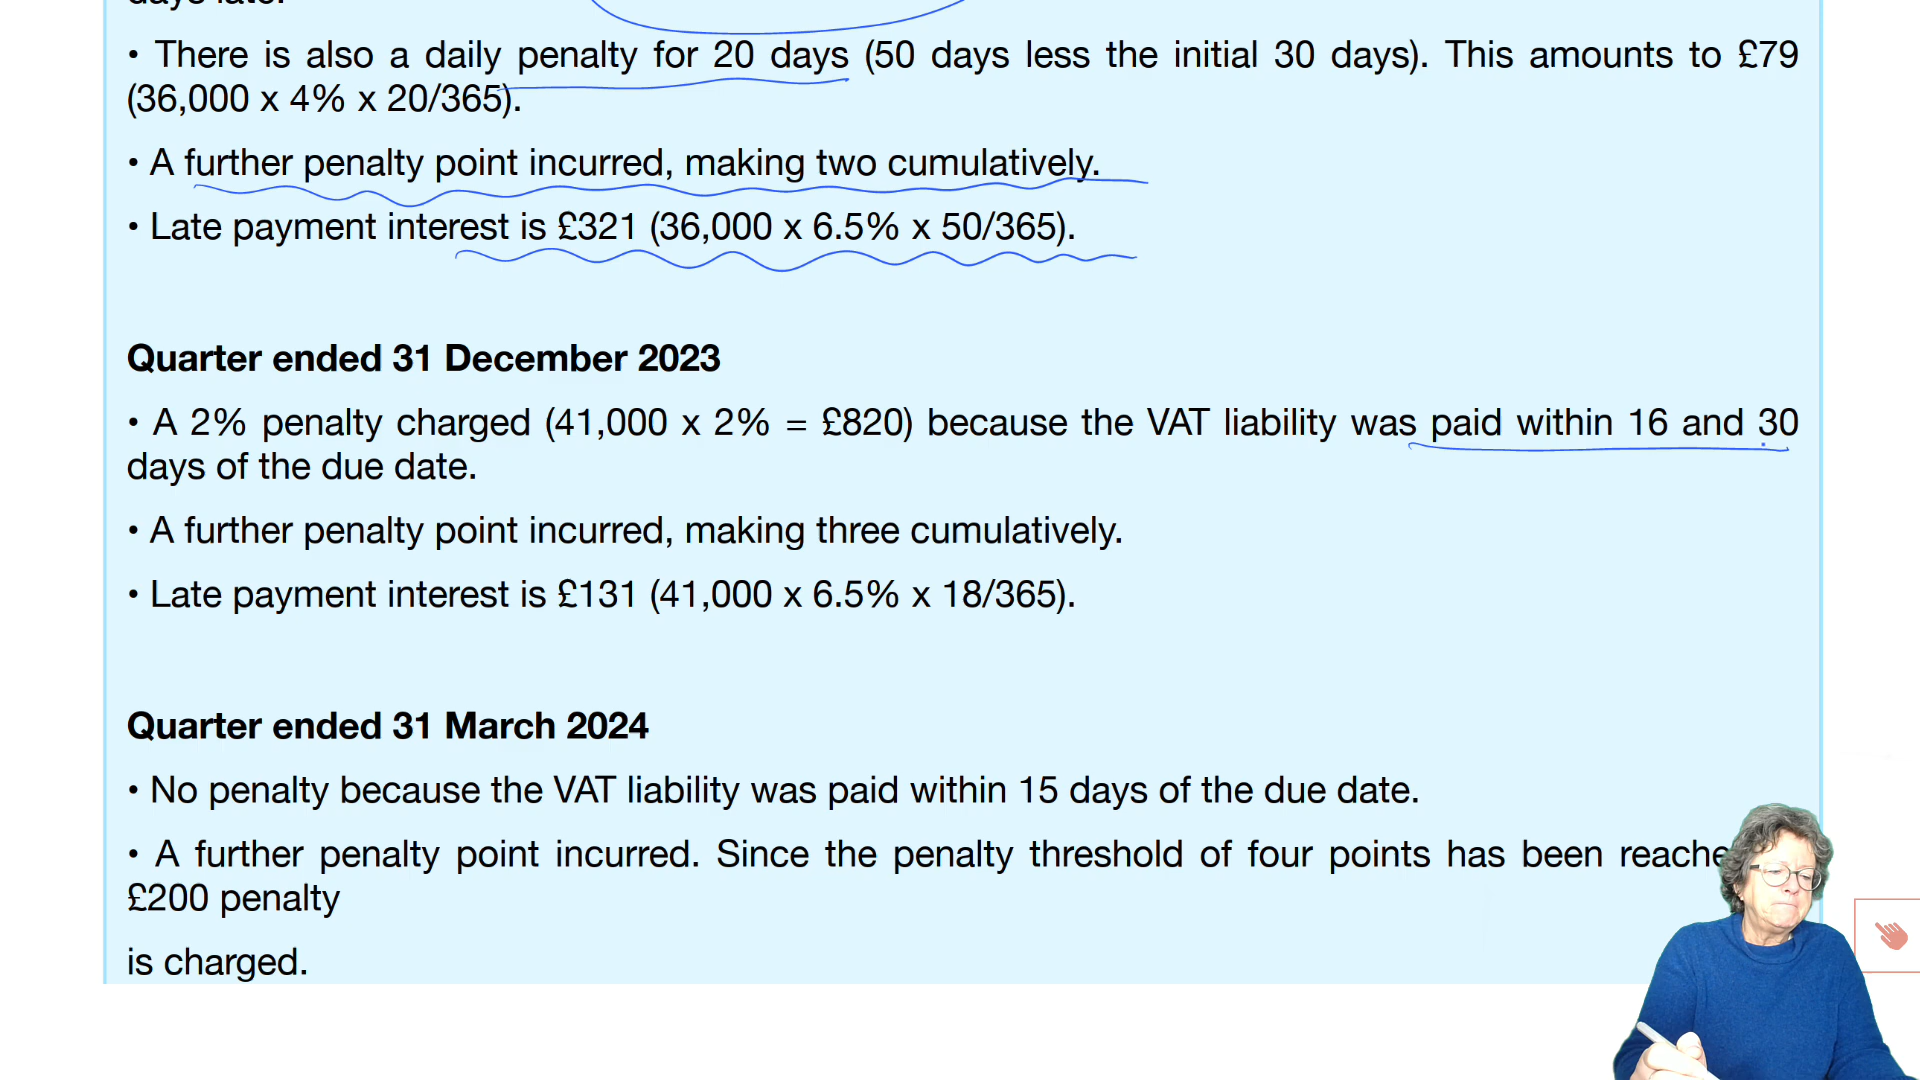 days late.
• There is also a daily penalty for 20 days (50 days less the initial 30 days). This amounts to £79
(36,000 x 4% x 20/365).
• A further penalty point incurred, making two cumulatively.
• Late payment interest is £321 (36,000 x 6.5% x 50/365).
Quarter ended 31 December 2023
• A 2% penalty charged (41,000 x 2% = £820) because the VAT liability was paid within 16 and 30
days of the due date.
• A further penalty point incurred, making three cumulatively.
• Late payment interest is £131 (41,000 x 6.5% x 18/365).
Quarter ended 31 March 2024
• No penalty because the VAT liability was paid within 15 days of the due date.
• A further penalty point incurred. Since the penalty threshold of four points has been reache
£200 penalty
is charged.